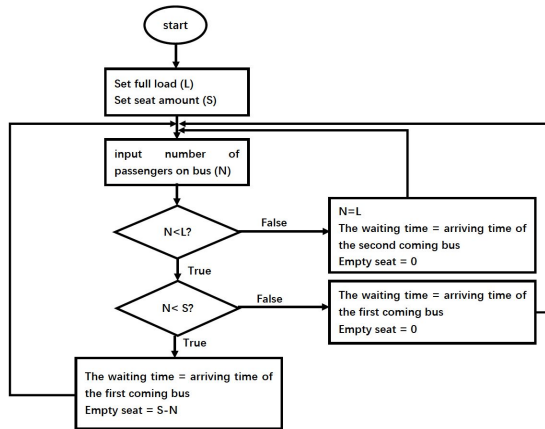 start
Set full load (L)
Set seat amount (S)
input number of
passengers on bus (N)
N<L?
False
N=L
The waiting time = arriving time of
the second coming bus
Empty seat = 0
True
N< S?
False
The waiting time = arriving time of
the first coming bus
Empty seat = 0
True
The waiting time = arriving time of
the first coming bus
Empty seat = S-N